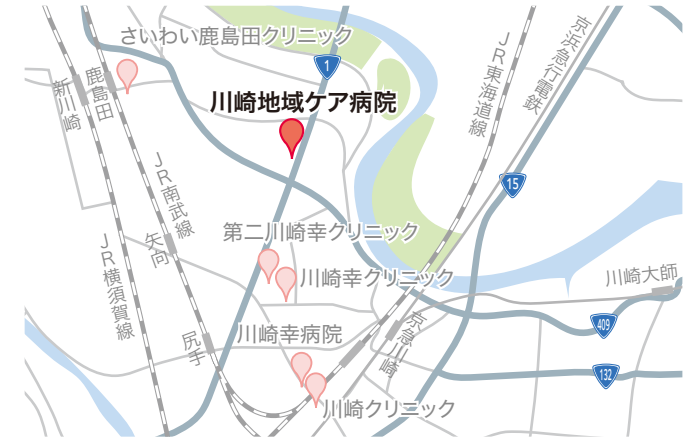 さいわい鹿島田クリニック
1
京浜急行電鉄
JR東海道線
新川崎
鹿島田
川崎地域ケア病院
JR南武線
15
矢向
第二川崎幸クリニック
JR横須賀線
川崎幸クリニック
川崎大師
尻手
川崎幸病院
京急川崎
409
132
川崎クリニック